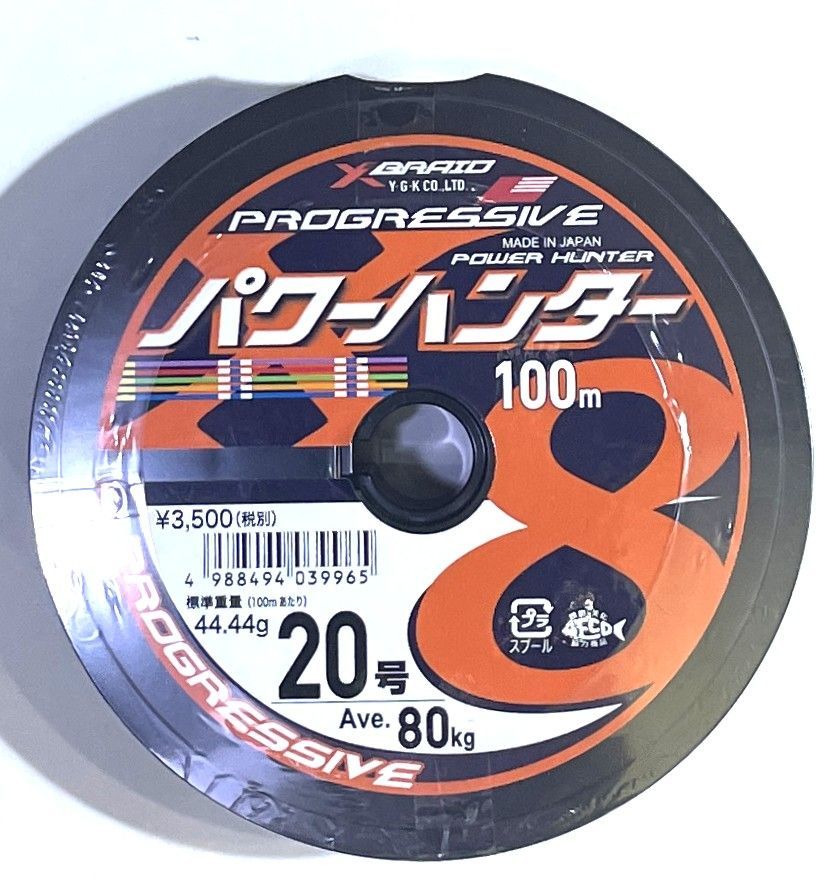 X BRAID
Y・G・K CO.,LTD.
PROGRESSIVE
MADE IN JAPAN
POWER HUNTER
パワーハンター
100m
X8
¥3,500(税別)
4 988494 039965
標準重量 (100mあたり)
44.44g
20号
Ave. 80kg
プラ
スプール
PROGRESSIVE